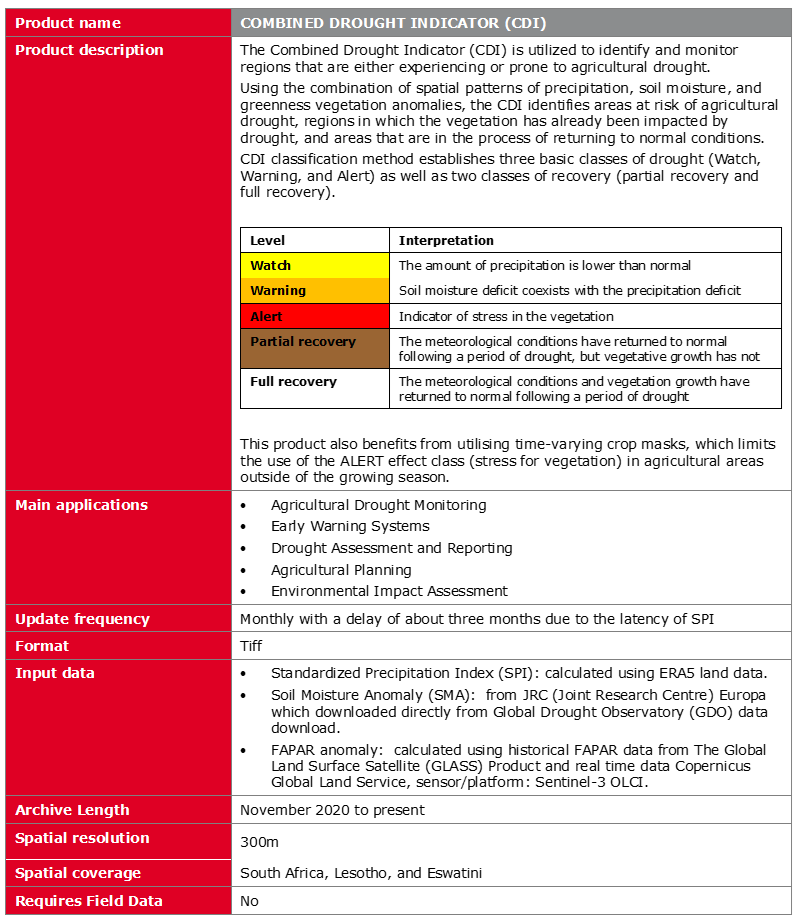 Product name
COMBINED DROUGHT INDICATOR (CDI)
Product description
The Combined Drought Indicator (CDI) is utilized to identify and monitor
regions that are either experiencing or prone to agricultural drought.
Using the combination of spatial patterns of precipitation, soil moisture, and
greenness vegetation anomalies, the CDI identifies areas at risk of agricultural
drought, regions in which the vegetation has already been impacted by
drought, and areas that are in the process of returning to normal conditions.
CDI classification method establishes three basic classes of drought (Watch,
Warning, and Alert) as well as two classes of recovery (partial recovery and
full recovery).
Level
Interpretation
Watch
The amount of precipitation is lower than normal
Warning
Soil moisture deficit coexists with the precipitation deficit
Alert
Indicator of stress in the vegetation
Partial recovery
The meteorological conditions have returned to normal
following a period of drought, but vegetative growth has not
Full recovery
The meteorological conditions and vegetation growth have
returned to normal following a period of drought
This product also benefits from utilising time-varying crop masks, which limits
the use of the ALERT effect class (stress for vegetation) in agricultural areas
outside of the growing season.
Main applications
• Agricultural Drought Monitoring
• Early Warning Systems
• Drought Assessment and Reporting
• Agricultural Planning
• Environmental Impact Assessment
Update frequency
Monthly with a delay of about three months due to the latency of SPI
Format
Tiff
Input data
• Standardized Precipitation Index (SPI): calculated using ERA5 land data.
• Soil Moisture Anomaly (SMA): from JRC (Joint Research Centre) Europa
which downloaded directly from Global Drought Observatory (GDO) data
download.
• FAPAR anomaly: calculated using historical FAPAR data from The Global
Land Surface Satellite (GLASS) Product and real time data Copernicus
Global Land Service, sensor/platform: Sentinel-3 OLCI.
Archive Length
November 2020 to present
Spatial resolution
300m
Spatial coverage
South Africa, Lesotho, and Eswatini
Requires Field Data
No